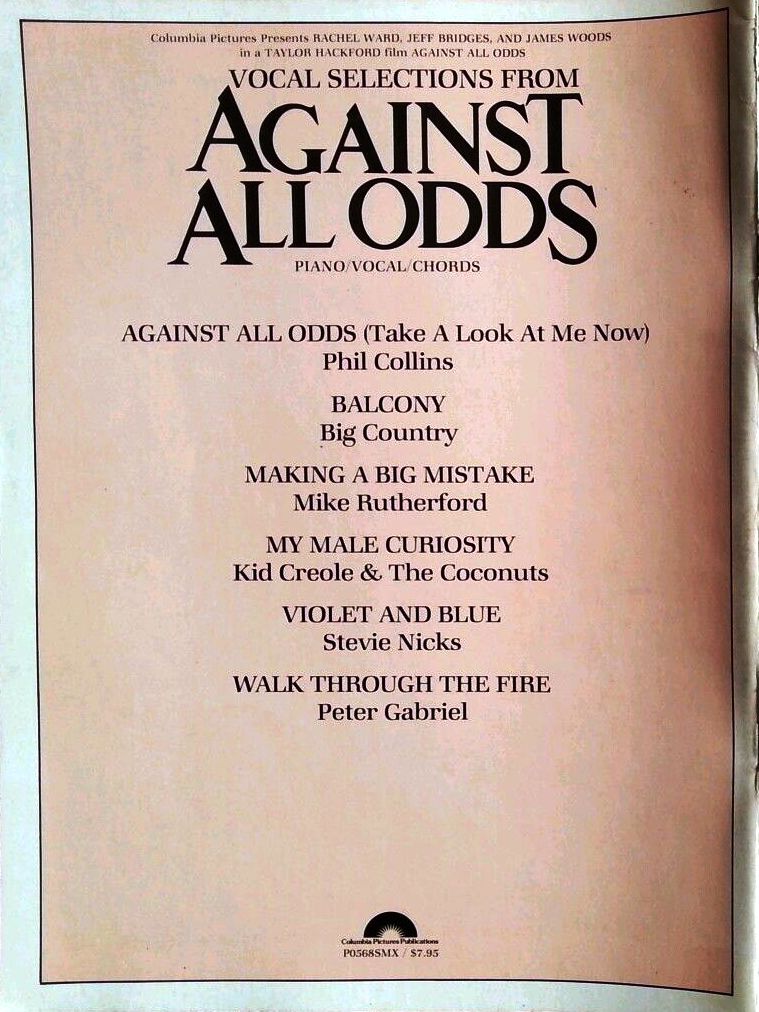 Columbia Pictures Presents RACHEL WARD, JEFF BRIDGES, AND JAMES WOODS
in a TAYLOR HACKFORD film AGAINST ALL ODDS
VOCAL SELECTIONS FROM
AGAINST
ALL ODDS
PIANO/VOCAL/CHORDS
AGAINST ALL ODDS (Take A Look At Me Now)
Phil Collins
BALCONY
Big Country
MAKING A BIG MISTAKE
Mike Rutherford
MY MALE CURIOSITY
Kid Creole & The Coconuts
VIOLET AND BLUE
Stevie Nicks
WALK THROUGH THE FIRE
Peter Gabriel
Columbia Pictures Publications
P0568SMX / $7.95